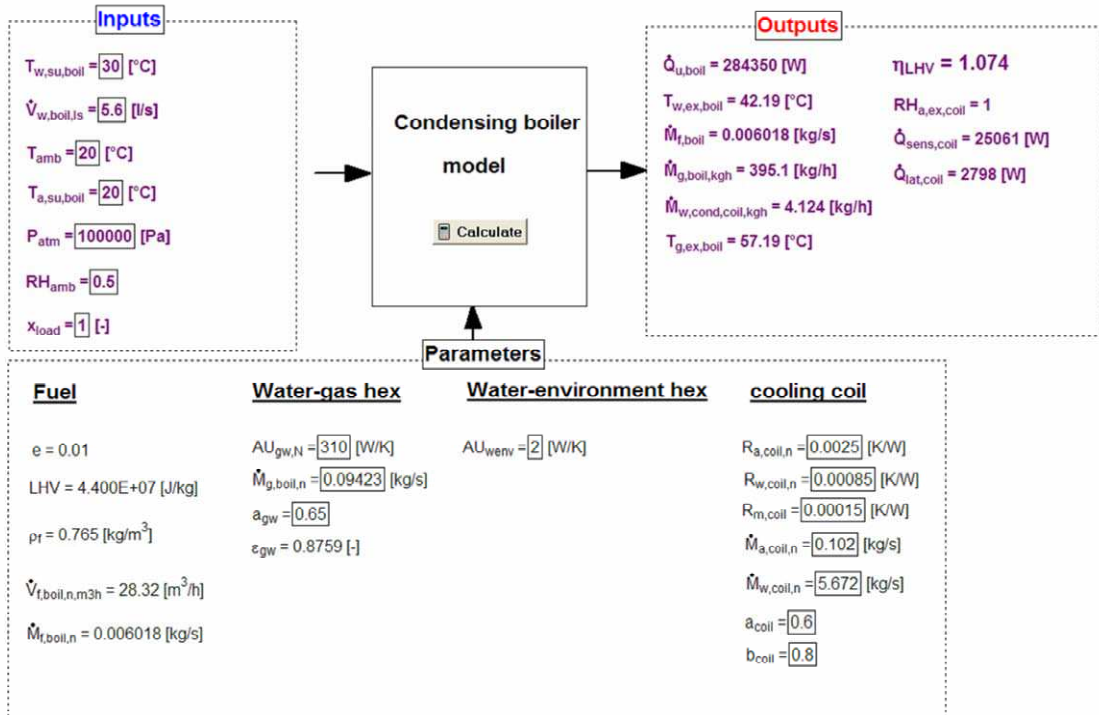 Inputs
T_w,su,boil = 30 [°C]
V̇_w,boil,ls = 5.6 [l/s]
T_amb = 20 [°C]
T_a,su,boil = 20 [°C]
P_atm = 100000 [Pa]
RH_amb = 0.5
x_load = 1 [-]
Condensing boiler
model
Calculate
Outputs
Q̇_u,boil = 284350 [W]
T_w,ex,boil = 42.19 [°C]
Ṁ_f,boil = 0.006018 [kg/s]
Ṁ_g,boil,kgh = 395.1 [kg/h]
Ṁ_w,cond,coil,kgh = 4.124 [kg/h]
T_g,ex,boil = 57.19 [°C]
η_LHV = 1.074
RH_a,ex,coil = 1
Q̇_sens,coil = 25061 [W]
Q̇_lat,coil = 2798 [W]
Parameters
Fuel
e = 0.01
LHV = 4.400E+07 [J/kg]
ρ_f = 0.765 [kg/m³]
V̇_f,boil,n,m3h = 28.32 [m³/h]
Ṁ_f,boil,n = 0.006018 [kg/s]
Water-gas hex
AU_gw,N = 310 [W/K]
Ṁ_g,boil,n = 0.09423 [kg/s]
a_gw = 0.65
ε_gw = 0.8759 [-]
Water-environment hex
AU_wenv = 2 [W/K]
cooling coil
R_a,coil,n = 0.0025 [K/W]
R_w,coil,n = 0.00085 [K/W]
R_m,coil = 0.00015 [K/W]
Ṁ_a,coil,n = 0.102 [kg/s]
Ṁ_w,coil,n = 5.672 [kg/s]
a_coil = 0.6
b_coil = 0.8